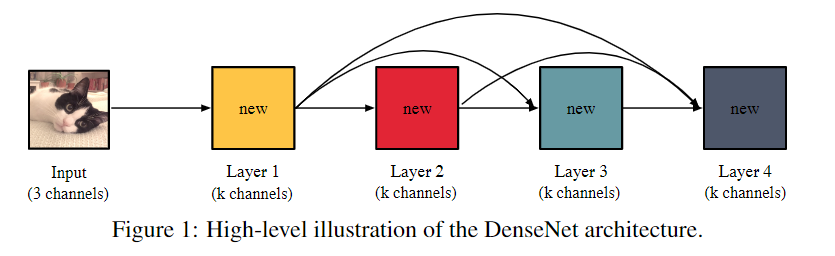 new new new new
Input Layer 1 Layer 2 Layer 3 Layer 4
(3 channels) (k channels) (k channels) (k channels) (k channels)
Figure 1: High-level illustration of the DenseNet architecture.